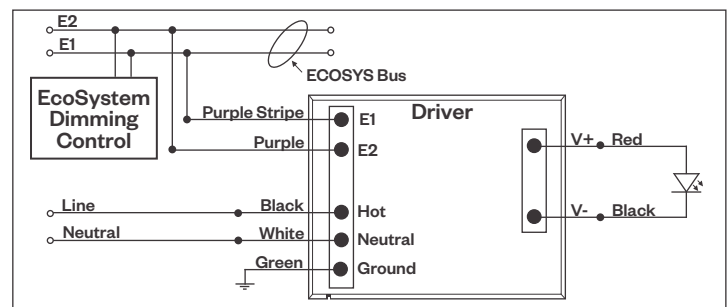 E2
E1
ECOSYS Bus
EcoSystem
Dimming
Control
Purple Stripe
E1
Driver
V+
Red
Purple
E2
Line
Black
Hot
V-
Black
Neutral
White
Neutral
Green
Ground